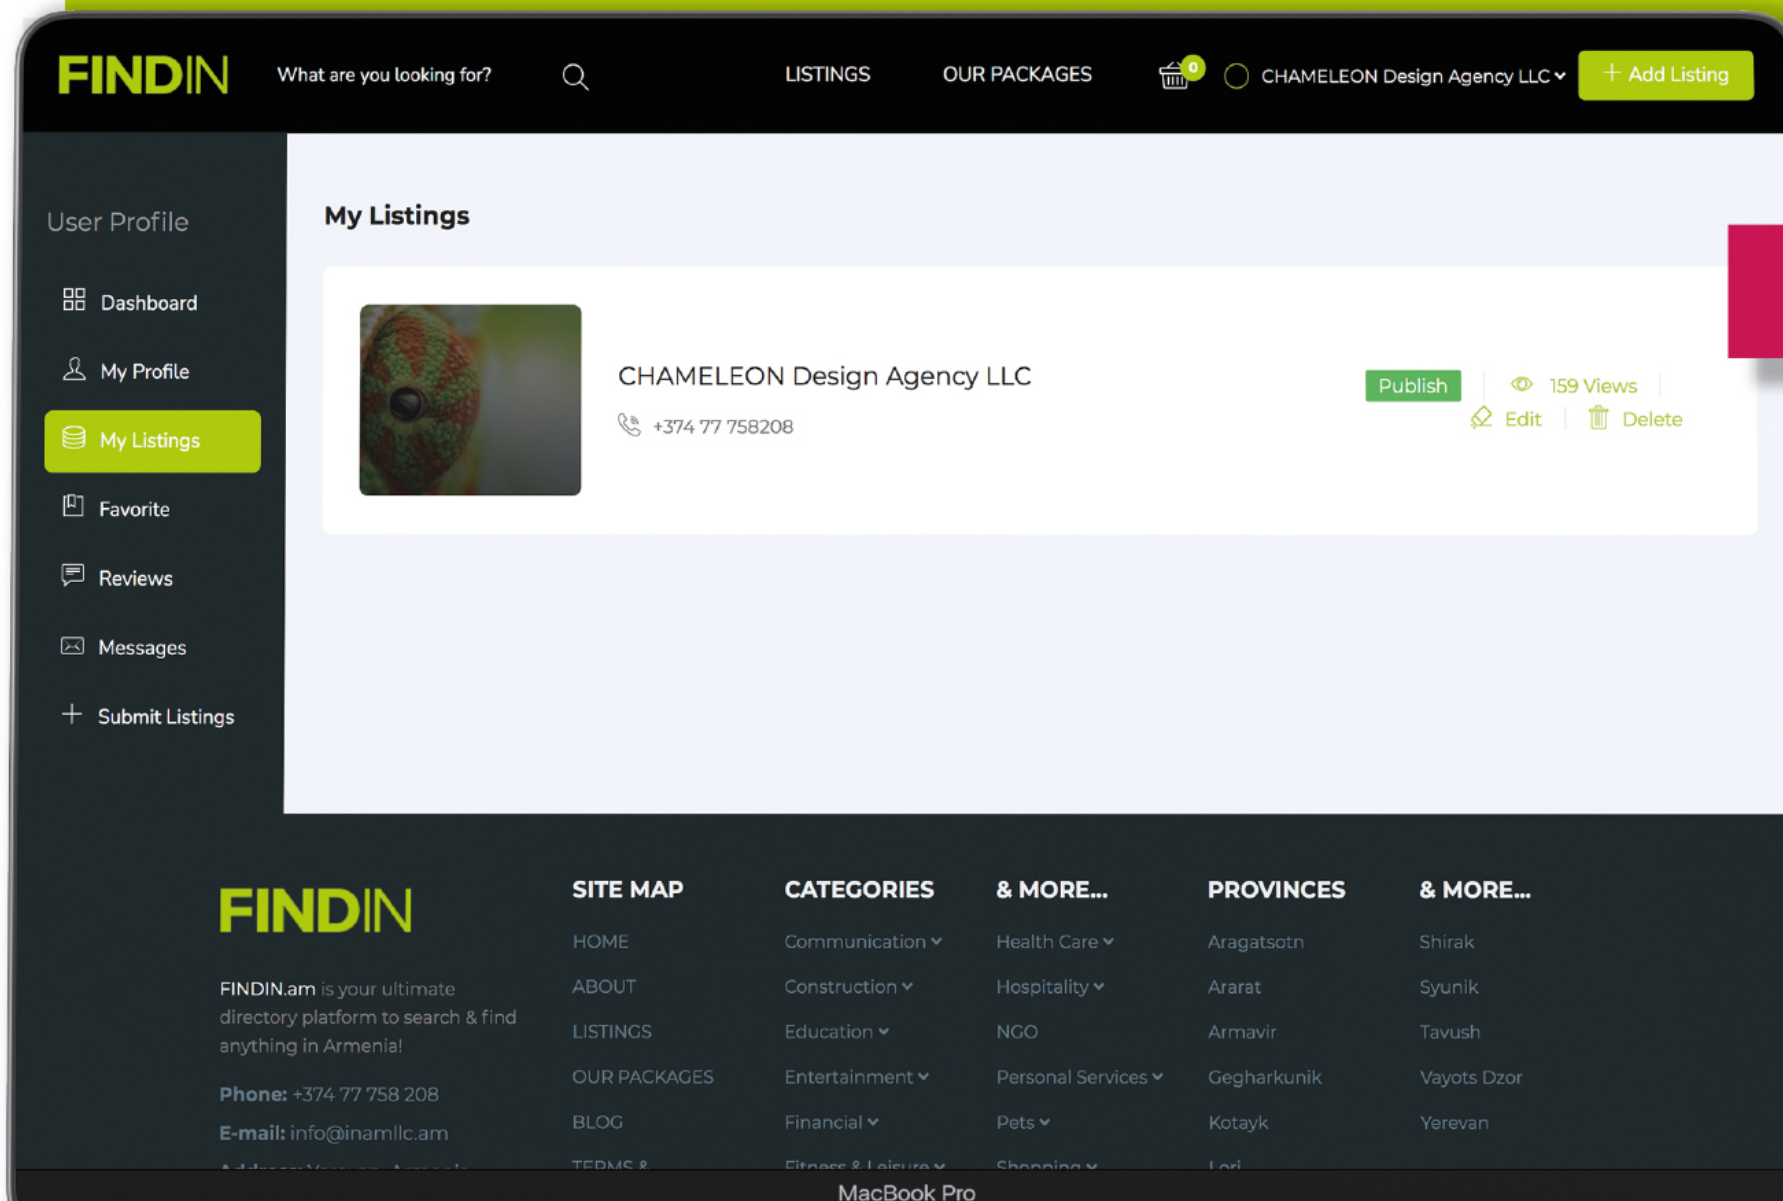 FINDIN
What are you looking for?
LISTINGS
OUR PACKAGES
0
CHAMELEON Design Agency LLC
+ Add Listing
User Profile
Dashboard
My Profile
My Listings
Favorite
Reviews
Messages
Submit Listings
My Listings
CHAMELEON Design Agency LLC
+374 77 758208
Publish
159 Views
Edit
Delete
FINDIN
FINDIN.am is your ultimate
directory platform to search & find
anything in Armenia!
Phone: +374 77 758 208
E-mail: info@inamllc.am
SITE MAP
HOME
ABOUT
LISTINGS
OUR PACKAGES
BLOG
TERMS &
CATEGORIES
Communication
Construction
Education
Entertainment
Financial
Fitness & Leisure
& MORE...
Health Care
Hospitality
NGO
Personal Services
Pets
Shopping
PROVINCES
Aragatsotn
Ararat
Armavir
Gegharkunik
Kotayk
Lori
& MORE...
Shirak
Syunik
Tavush
Vayots Dzor
Yerevan
MacBook Pro